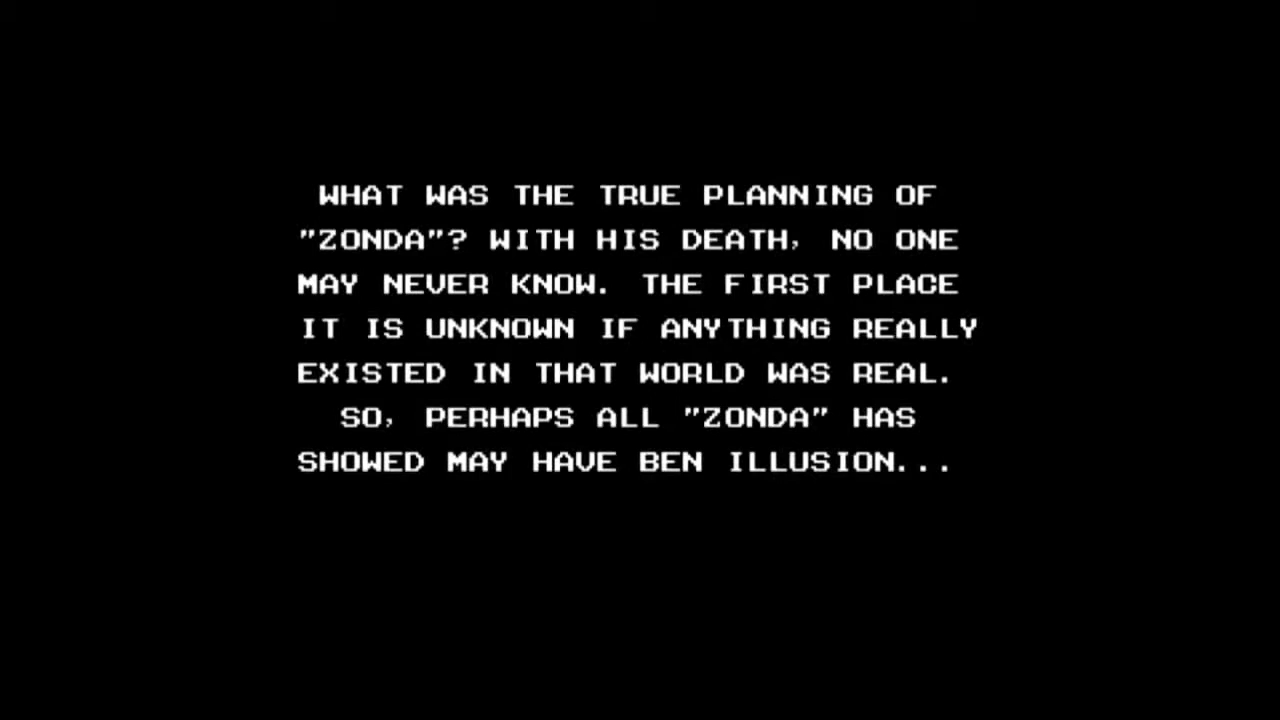 WHAT WAS THE TRUE PLANNING OF
"ZONDA"? WITH HIS DEATH, NO ONE
MAY NEVER KNOW. THE FIRST PLACE
IT IS UNKNOWN IF ANYTHING REALLY
EXISTED IN THAT WORLD WAS REAL.
SO, PERHAPS ALL "ZONDA" HAS
SHOWED MAY HAVE BEN ILLUSION...